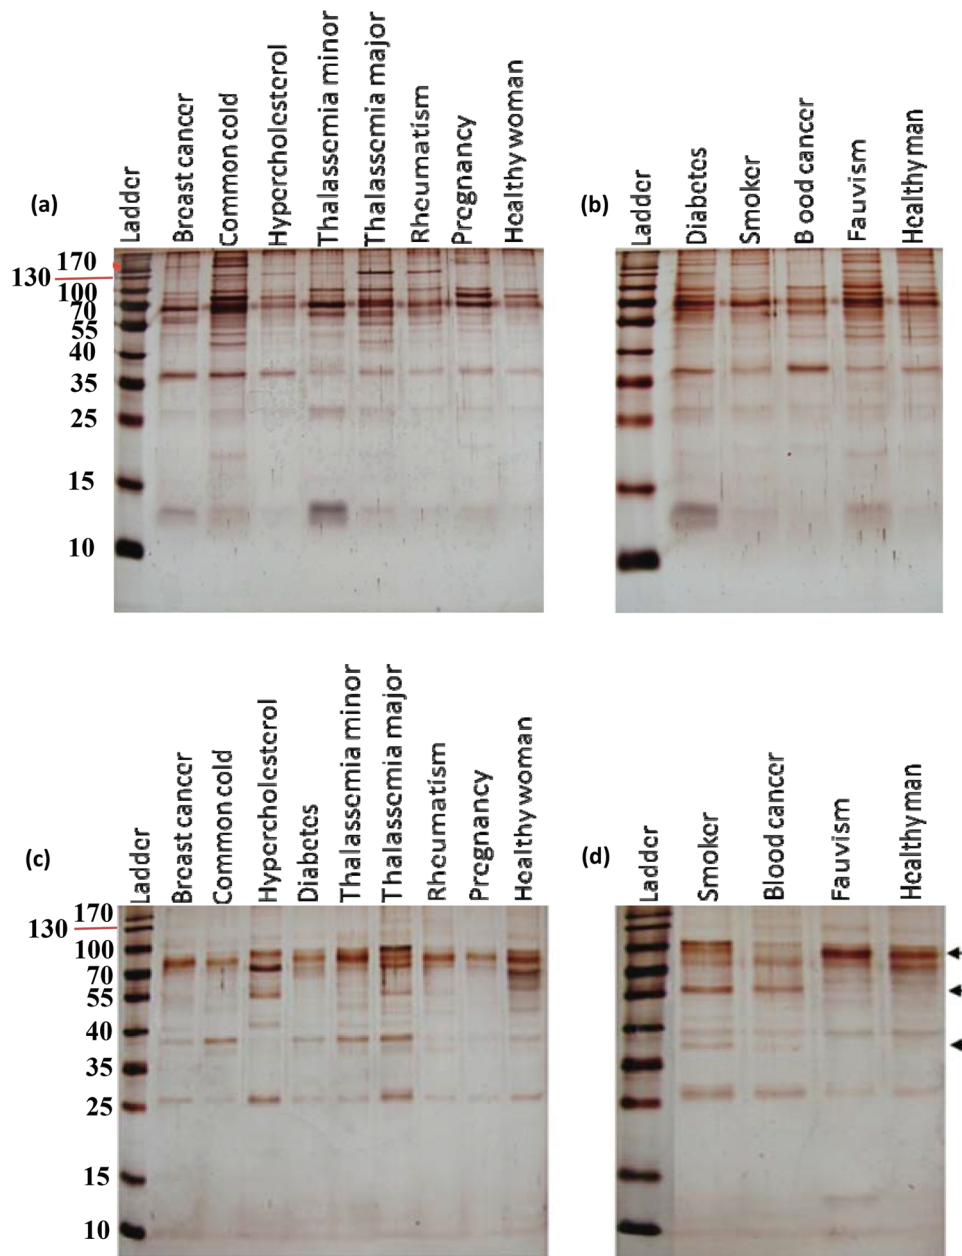 (a)
Ladder
Breast cancer
Common cold
Hypercholesterol
Thalassemia minor
Thalassemia major
Rheumatism
Pregnancy
Healthy woman
170
130
100
70
55
40
35
25
15
10
(b)
Ladder
Diabetes
Smoker
Blood cancer
Fauvism
Healthy man
(c)
Ladder
Breast cancer
Common cold
Hypercholesterol
Diabetes
Thalassemia minor
Thalassemia major
Rheumatism
Pregnancy
Healthy woman
170
130
100
70
55
40
35
25
15
10
(d)
Ladder
Smoker
Blood cancer
Fauvism
Healthy man